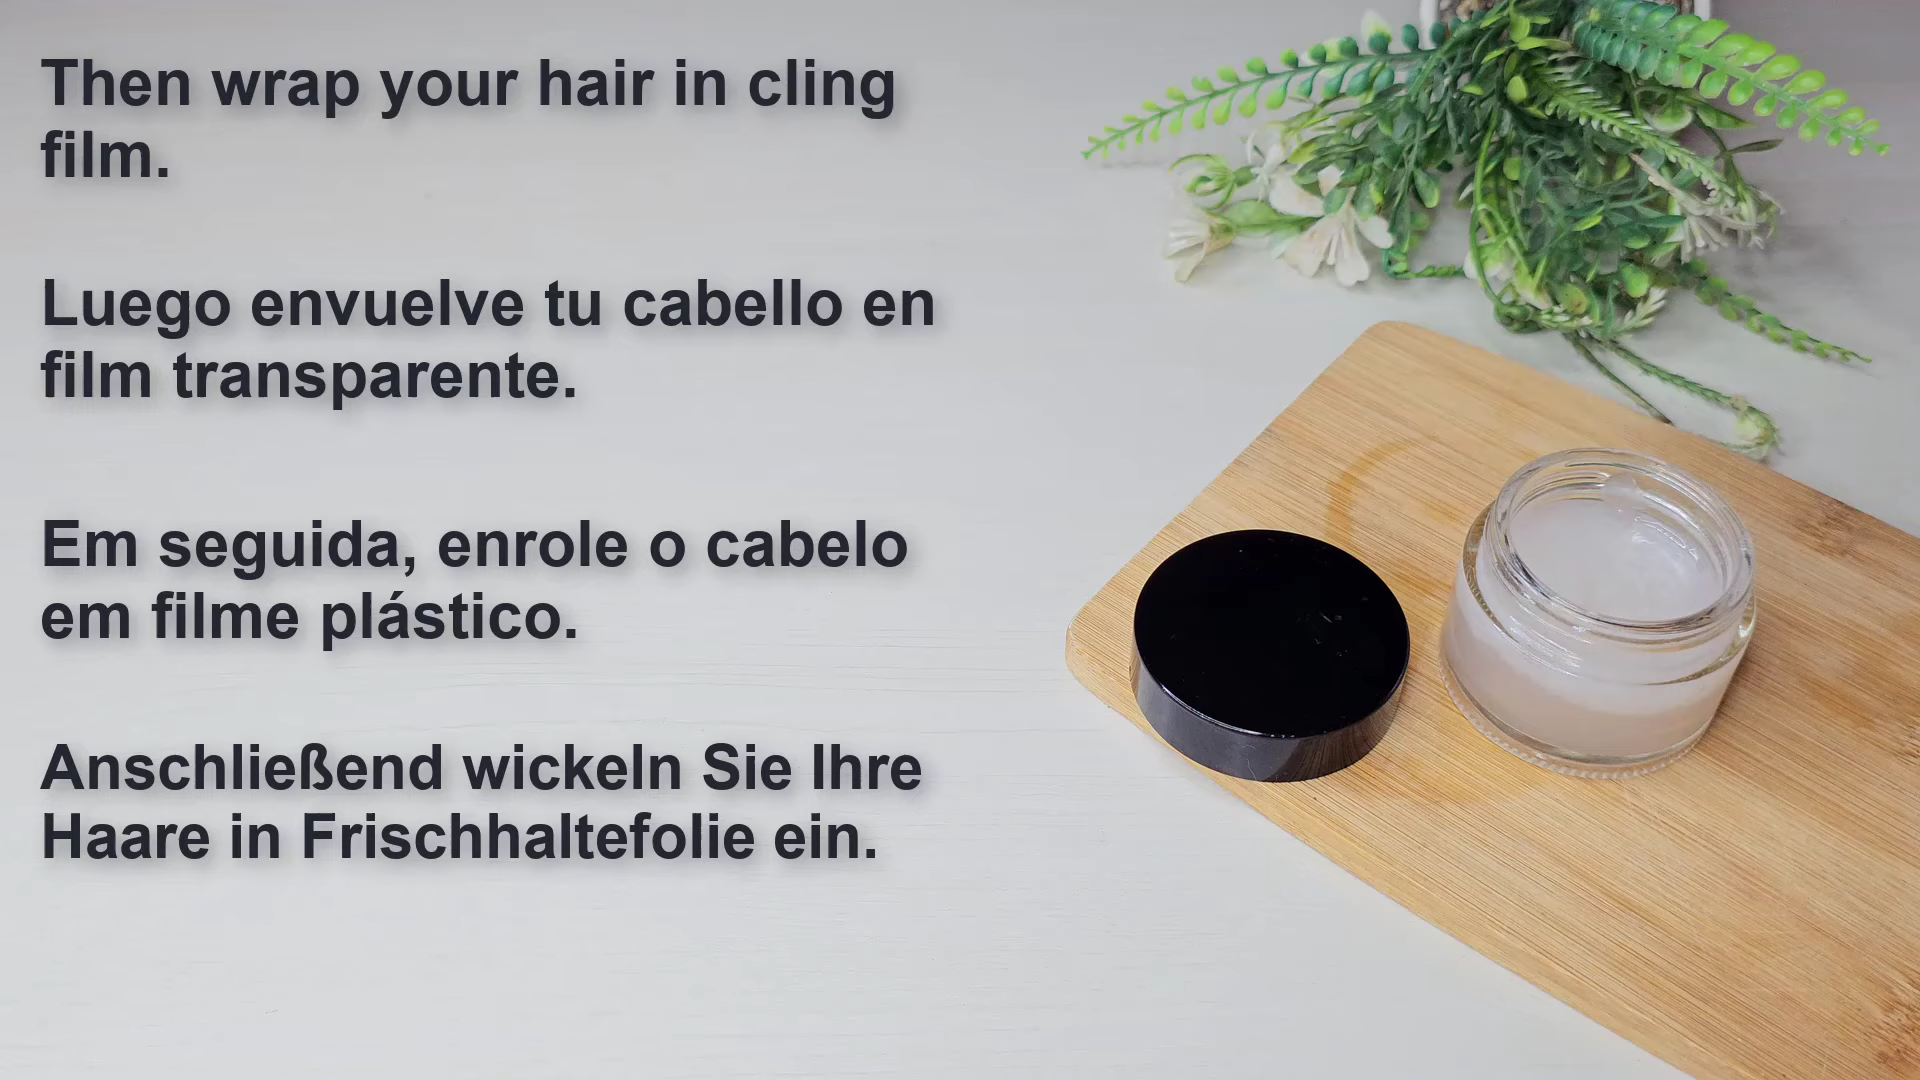 Then wrap your hair in cling
film.
Luego envuelve tu cabello en
film transparente.
Em seguida, enrole o cabelo
em filme plástico.
Anschließend wickeln Sie Ihre
Haare in Frischhaltefolie ein.